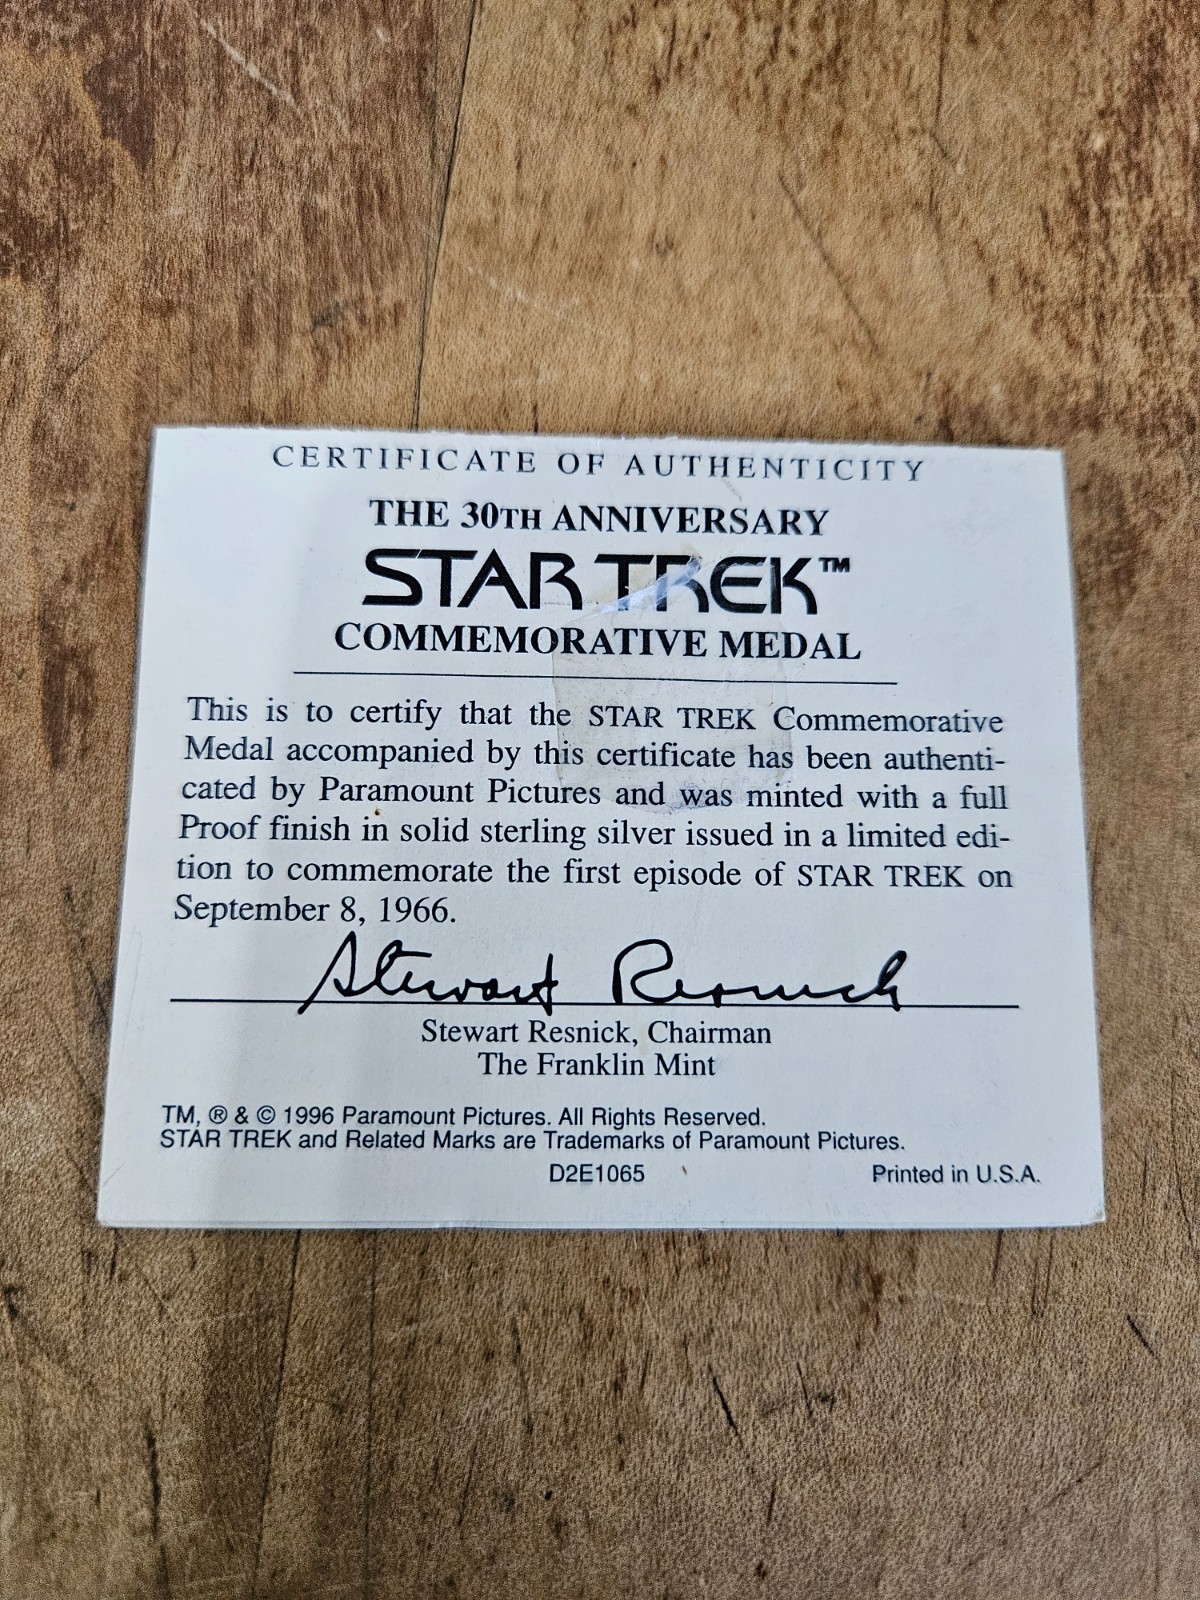 CERTIFICATE OF AUTHENTICITY
THE 30TH ANNIVERSARY
STAR TREK™
COMMEMORATIVE MEDAL
This is to certify that the STAR TREK Commemorative
Medal accompanied by this certificate has been authenti-
cated by Paramount Pictures and was minted with a full
Proof finish in solid sterling silver issued in a limited edi-
tion to commemorate the first episode of STAR TREK on
September 8, 1966.
Stewart Resnick
Stewart Resnick, Chairman
The Franklin Mint
TM, ® & © 1996 Paramount Pictures. All Rights Reserved.
STAR TREK and Related Marks are Trademarks of Paramount Pictures.
D2E1065 Printed in U.S.A.